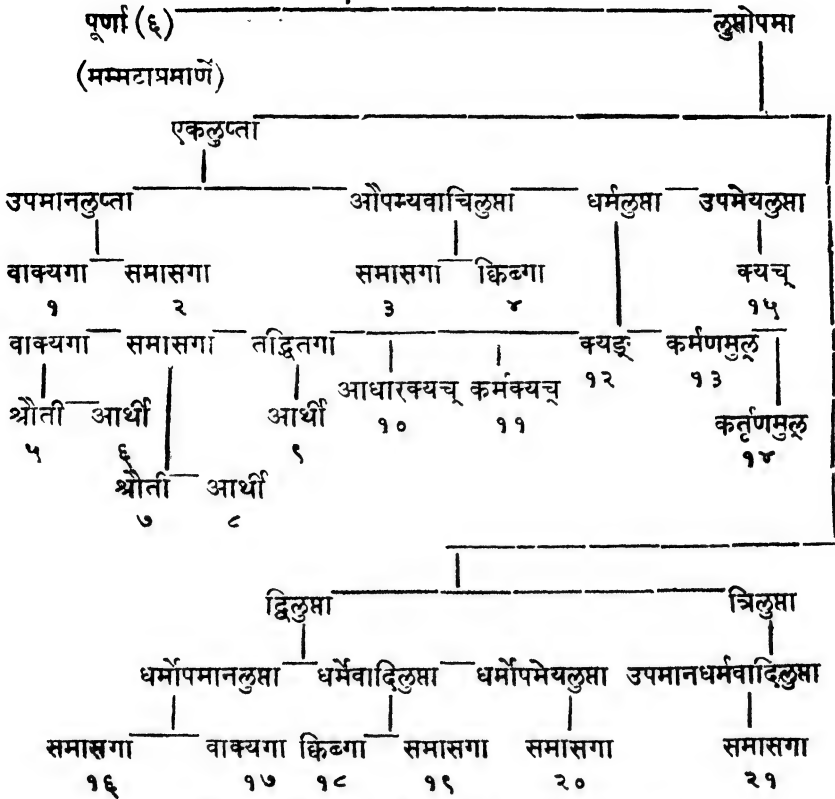 पूर्णा (६) लुप्तोपमा
(मम्मटाप्रमाणें)
एकलुप्ता
उपमानलुप्ता औपम्यवाचिलुप्ता धर्मलुप्ता उपमेयलुप्ता
वाक्यगा समासगा समासगा क्विब्गा क्यच्
१ २ ३ ४ १५
वाक्यगा समासगा तद्धितगा क्यङ् कर्मणमुल्
आधारक्यच् कर्मक्यच् १२ १३
श्रौती आर्थी आर्थी १० ११ कर्तृणमुल्
५ ६ ९ १४
श्रौती आर्थी
७ ८
द्विलुप्ता त्रिलुप्ता
धर्मोपमानलुप्ता धर्मेवादिलुप्ता धर्मोपमेयलुप्ता उपमानधर्मवादिलुप्ता
समासगा वाक्यगा क्विब्गा समासगा समासगा समासगा
१६ १७ १८ १९ २० २१